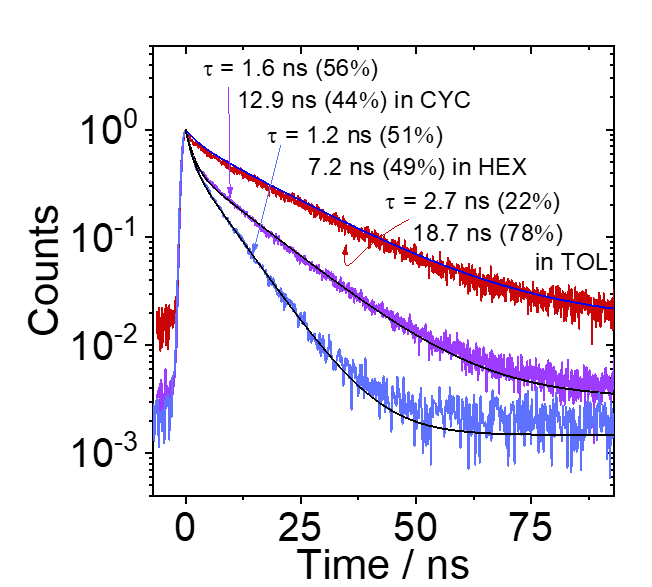 τ = 1.6 ns (56%)
12.9 ns (44%) in CYC
τ = 1.2 ns (51%)
7.2 ns (49%) in HEX
τ = 2.7 ns (22%)
18.7 ns (78%)
in TOL
Counts
10⁰
10⁻¹
10⁻²
10⁻³
0
25
50
75
Time / ns